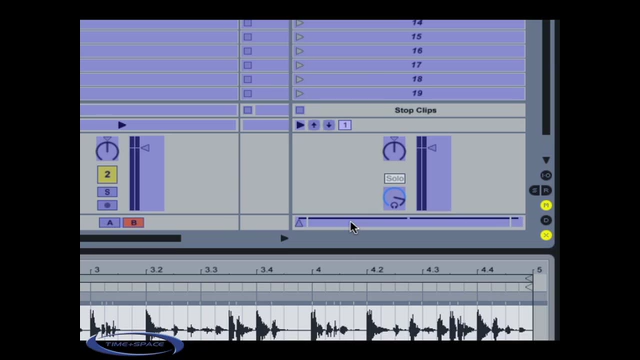 14
15
16
17
18
19
Stop Clips
1
2
Solo
S
S R
M
D
X
A B
3 3.2 3.3 3.4 4 4.2 4.3 4.4 5
TIME+SPACE